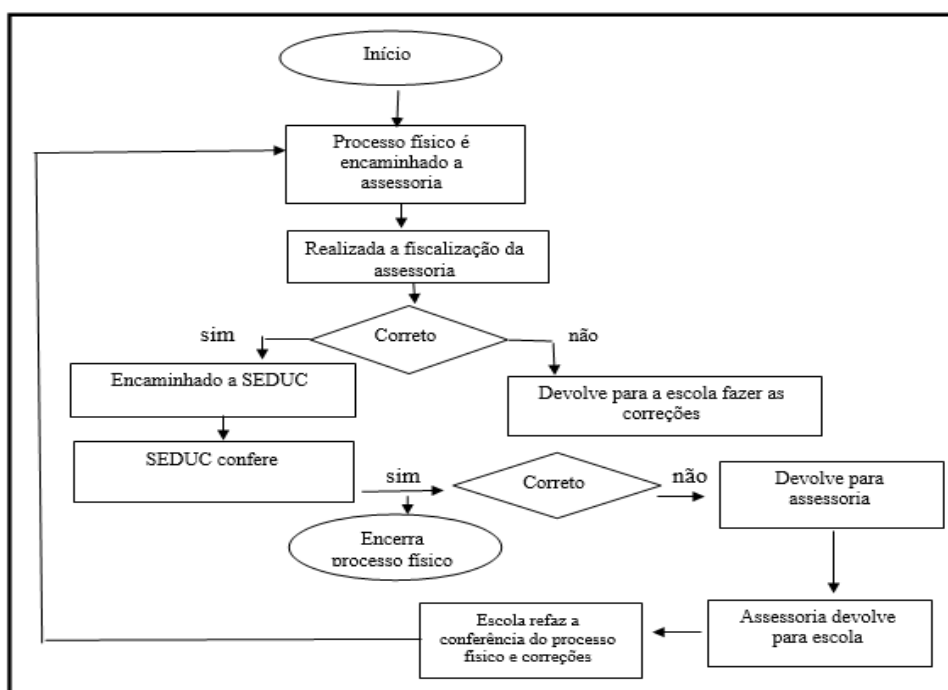 Início
Processo físico é
encaminhado a
assessoria
Realizada a fiscalização da
assessoria
sim
Correto
não
Encaminhado a SEDUC
Devolve para a escola fazer as
correções
SEDUC confere
sim
Correto
não
Devolve para
assessoria
Encerra
processo físico
Escola refaz a
conferência do processo
físico e correções
Assessoria devolve
para escola